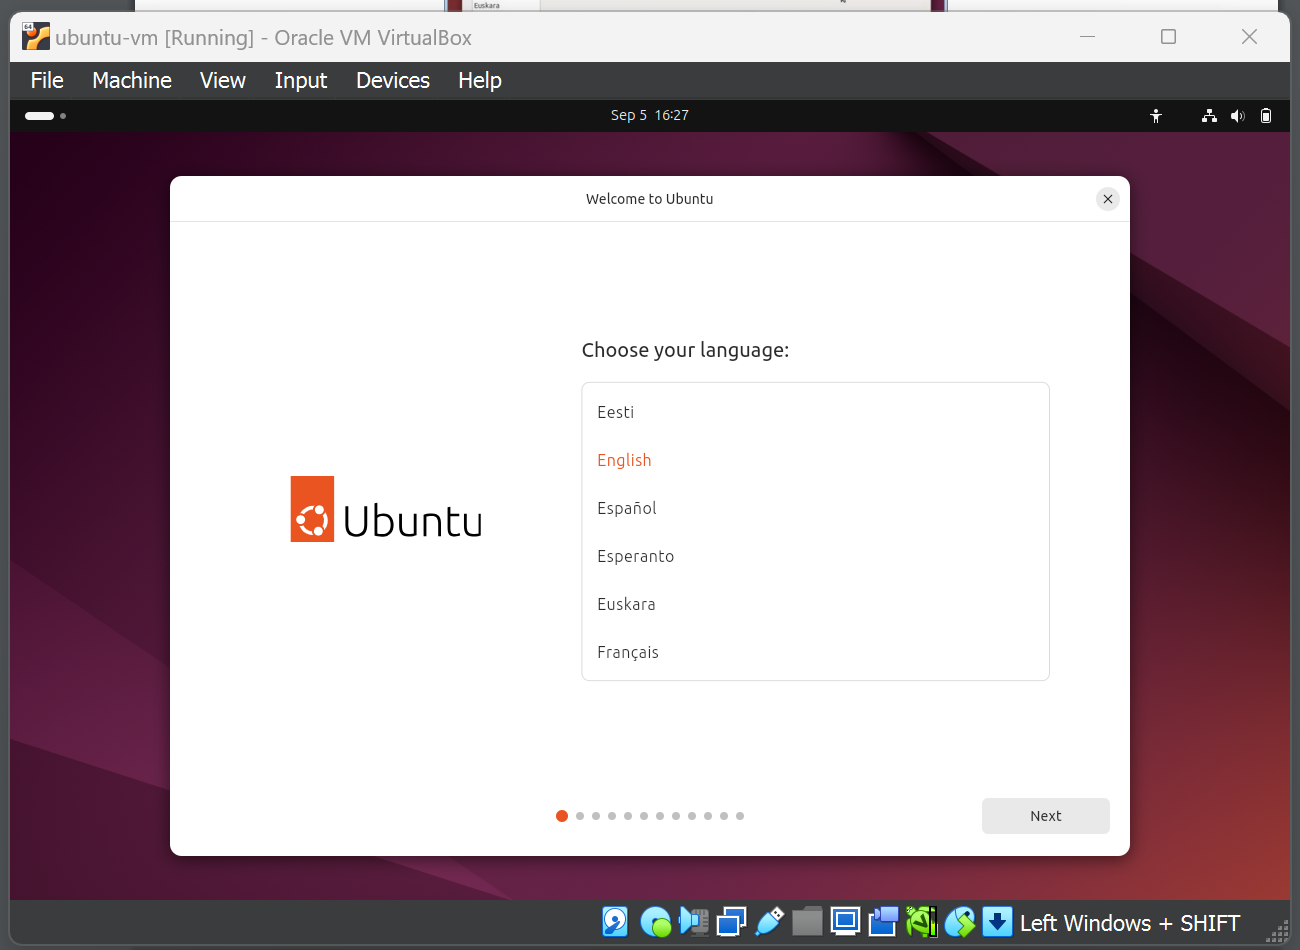 Euskara
64
ubuntu-vm [Running] - Oracle VM VirtualBox
File Machine View Input Devices Help
Sep 5 16:27
Welcome to Ubuntu
Choose your language:
Eesti
English
Español
Esperanto
Euskara
Français
Ubuntu
Next
Left Windows + SHIFT